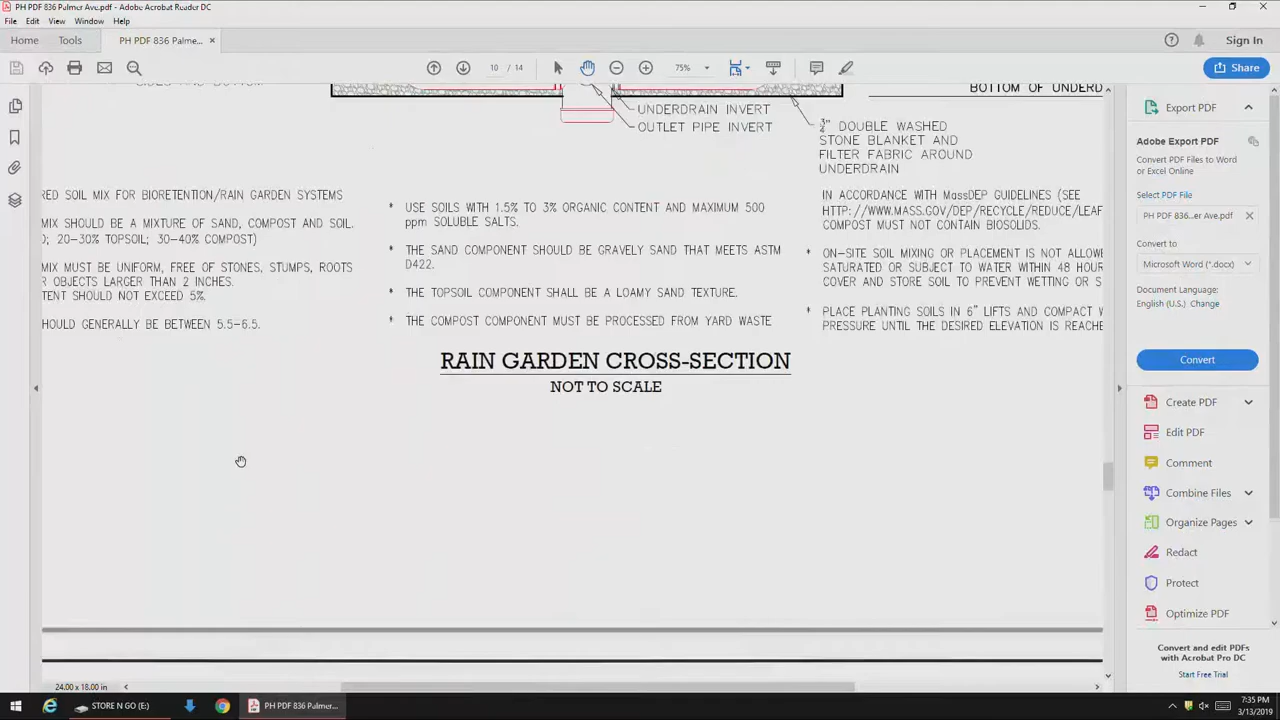 PH PDF 836 Palmer Ave.pdf - Adobe Acrobat Reader DC
File Edit View Window Help
Home Tools PH PDF 836 Palme... × Sign In
10 / 14 75% Share
UNDERDRAIN INVERT
OUTLET PIPE INVERT
BOTTOM OF UNDERD
3/4" DOUBLE WASHED
STONE BLANKET AND
FILTER FABRIC AROUND
UNDERDRAIN
RED SOIL MIX FOR BIORETENTION/RAIN GARDEN SYSTEMS
MIX SHOULD BE A MIXTURE OF SAND, COMPOST AND SOIL.
; 20-30% TOPSOIL; 30-40% COMPOST)
MIX MUST BE UNIFORM, FREE OF STONES, STUMPS, ROOTS
R OBJECTS LARGER THAN 2 INCHES.
TENT SHOULD NOT EXCEED 5%.
HOULD GENERALLY BE BETWEEN 5.5-6.5.
* USE SOILS WITH 1.5% TO 3% ORGANIC CONTENT AND MAXIMUM 500
ppm SOLUBLE SALTS.
* THE SAND COMPONENT SHOULD BE GRAVELY SAND THAT MEETS ASTM
D422.
* THE TOPSOIL COMPONENT SHALL BE A LOAMY SAND TEXTURE.
* THE COMPOST COMPONENT MUST BE PROCESSED FROM YARD WASTE
IN ACCORDANCE WITH MassDEP GUIDELINES (SEE
HTTP://WWW.MASS.GOV/DEP/RECYCLE/REDUCE/LEAF
COMPOST MUST NOT CONTAIN BIOSOLIDS.
* ON-SITE SOIL MIXING OR PLACEMENT IS NOT ALLOWE
SATURATED OR SUBJECT TO WATER WITHIN 48 HOUR
COVER AND STORE SOIL TO PREVENT WETTING OR S
* PLACE PLANTING SOILS IN 6" LIFTS AND COMPACT W
PRESSURE UNTIL THE DESIRED ELEVATION IS REACHE
RAIN GARDEN CROSS-SECTION
NOT TO SCALE
24.00 x 18.00 in
Export PDF
Adobe Export PDF
Convert PDF Files to Word
or Excel Online
Select PDF File
PH PDF 836...er Ave.pdf ×
Convert to
Microsoft Word (*.docx)
Document Language:
English (U.S.) Change
Convert
Create PDF
Edit PDF
Comment
Combine Files
Organize Pages
Redact
Protect
Optimize PDF
Convert and edit PDFs
with Acrobat Pro DC
Start Free Trial
STORE N GO (E:) PH PDF 836 Palmer... 7:35 PM
3/13/2019